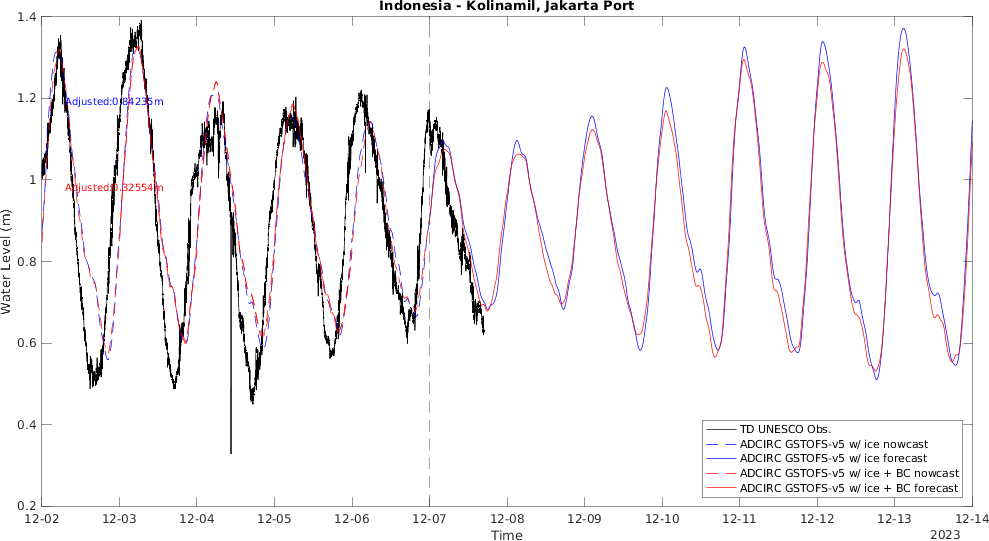 Indonesia - Kolinamil, Jakarta Port
1.4
1.2
1
0.8
0.6
0.4
0.2
Water Level (m)
Adjusted:0.84235m
Adjusted:0.32554m
TD UNESCO Obs.
ADCIRC GSTOFS-v5 w/ ice nowcast
ADCIRC GSTOFS-v5 w/ ice forecast
ADCIRC GSTOFS-v5 w/ ice + BC nowcast
ADCIRC GSTOFS-v5 w/ ice + BC forecast
12-02 12-03 12-04 12-05 12-06 12-07 12-08 12-09 12-10 12-11 12-12 12-13 12-14
Time
2023